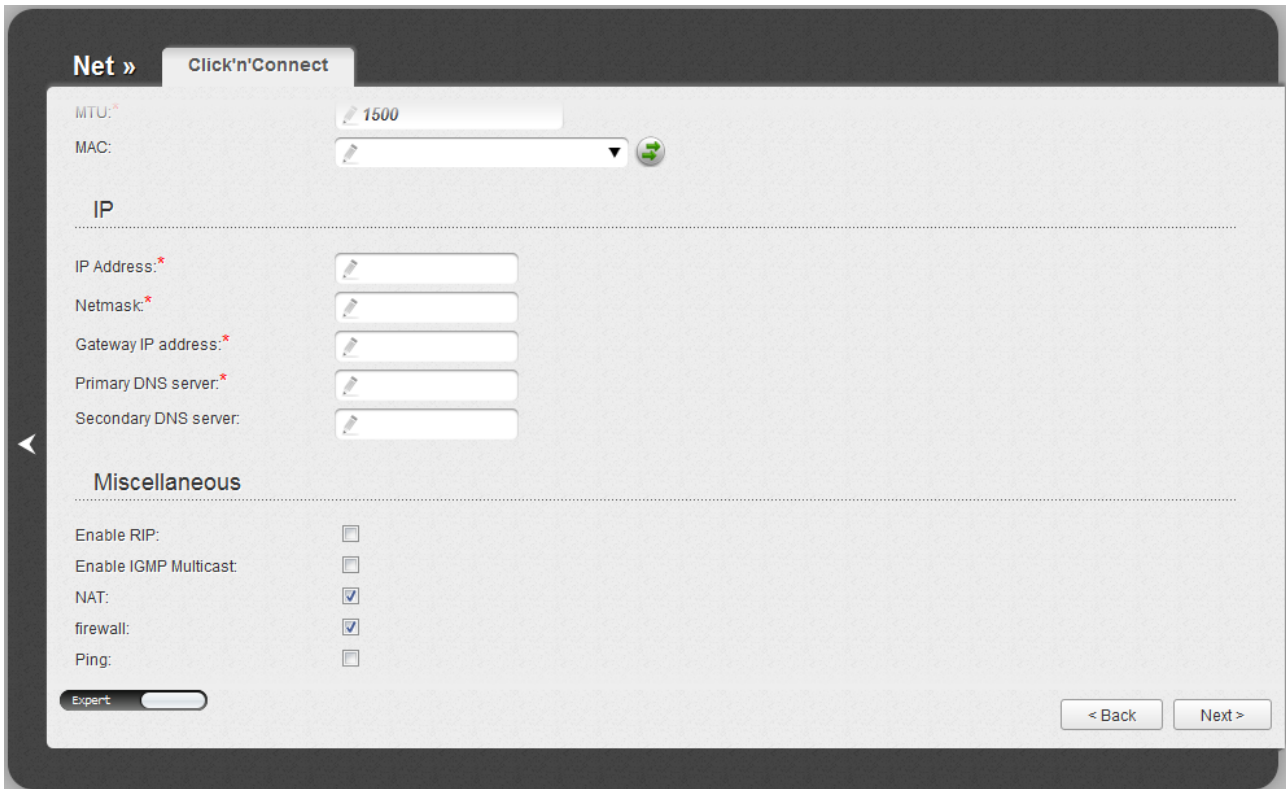 Net » Click'n'Connect
MTU:* 1500
MAC:
IP
IP Address:*
Netmask:*
Gateway IP address:*
Primary DNS server:*
Secondary DNS server:
Miscellaneous
Enable RIP:
Enable IGMP Multicast:
NAT:
firewall:
Ping:
Expert
< Back Next >